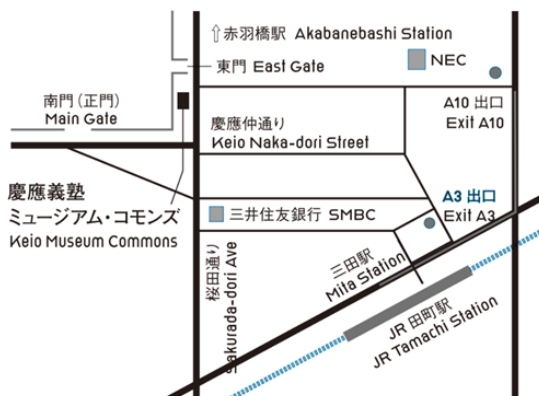 赤羽橋駅 Akabanebashi Station
東門 East Gate
NEC
南門(正門)
Main Gate
A10 出口
Exit A10
慶應仲通り
Keio Naka-dori Street
慶應義塾
ミュージアム・コモンズ
Keio Museum Commons
A3 出口
Exit A3
三井住友銀行 SMBC
桜田通り
Sakurada-dori Ave
三田駅
Mita Station
JR 田町駅
JR Tamachi Station